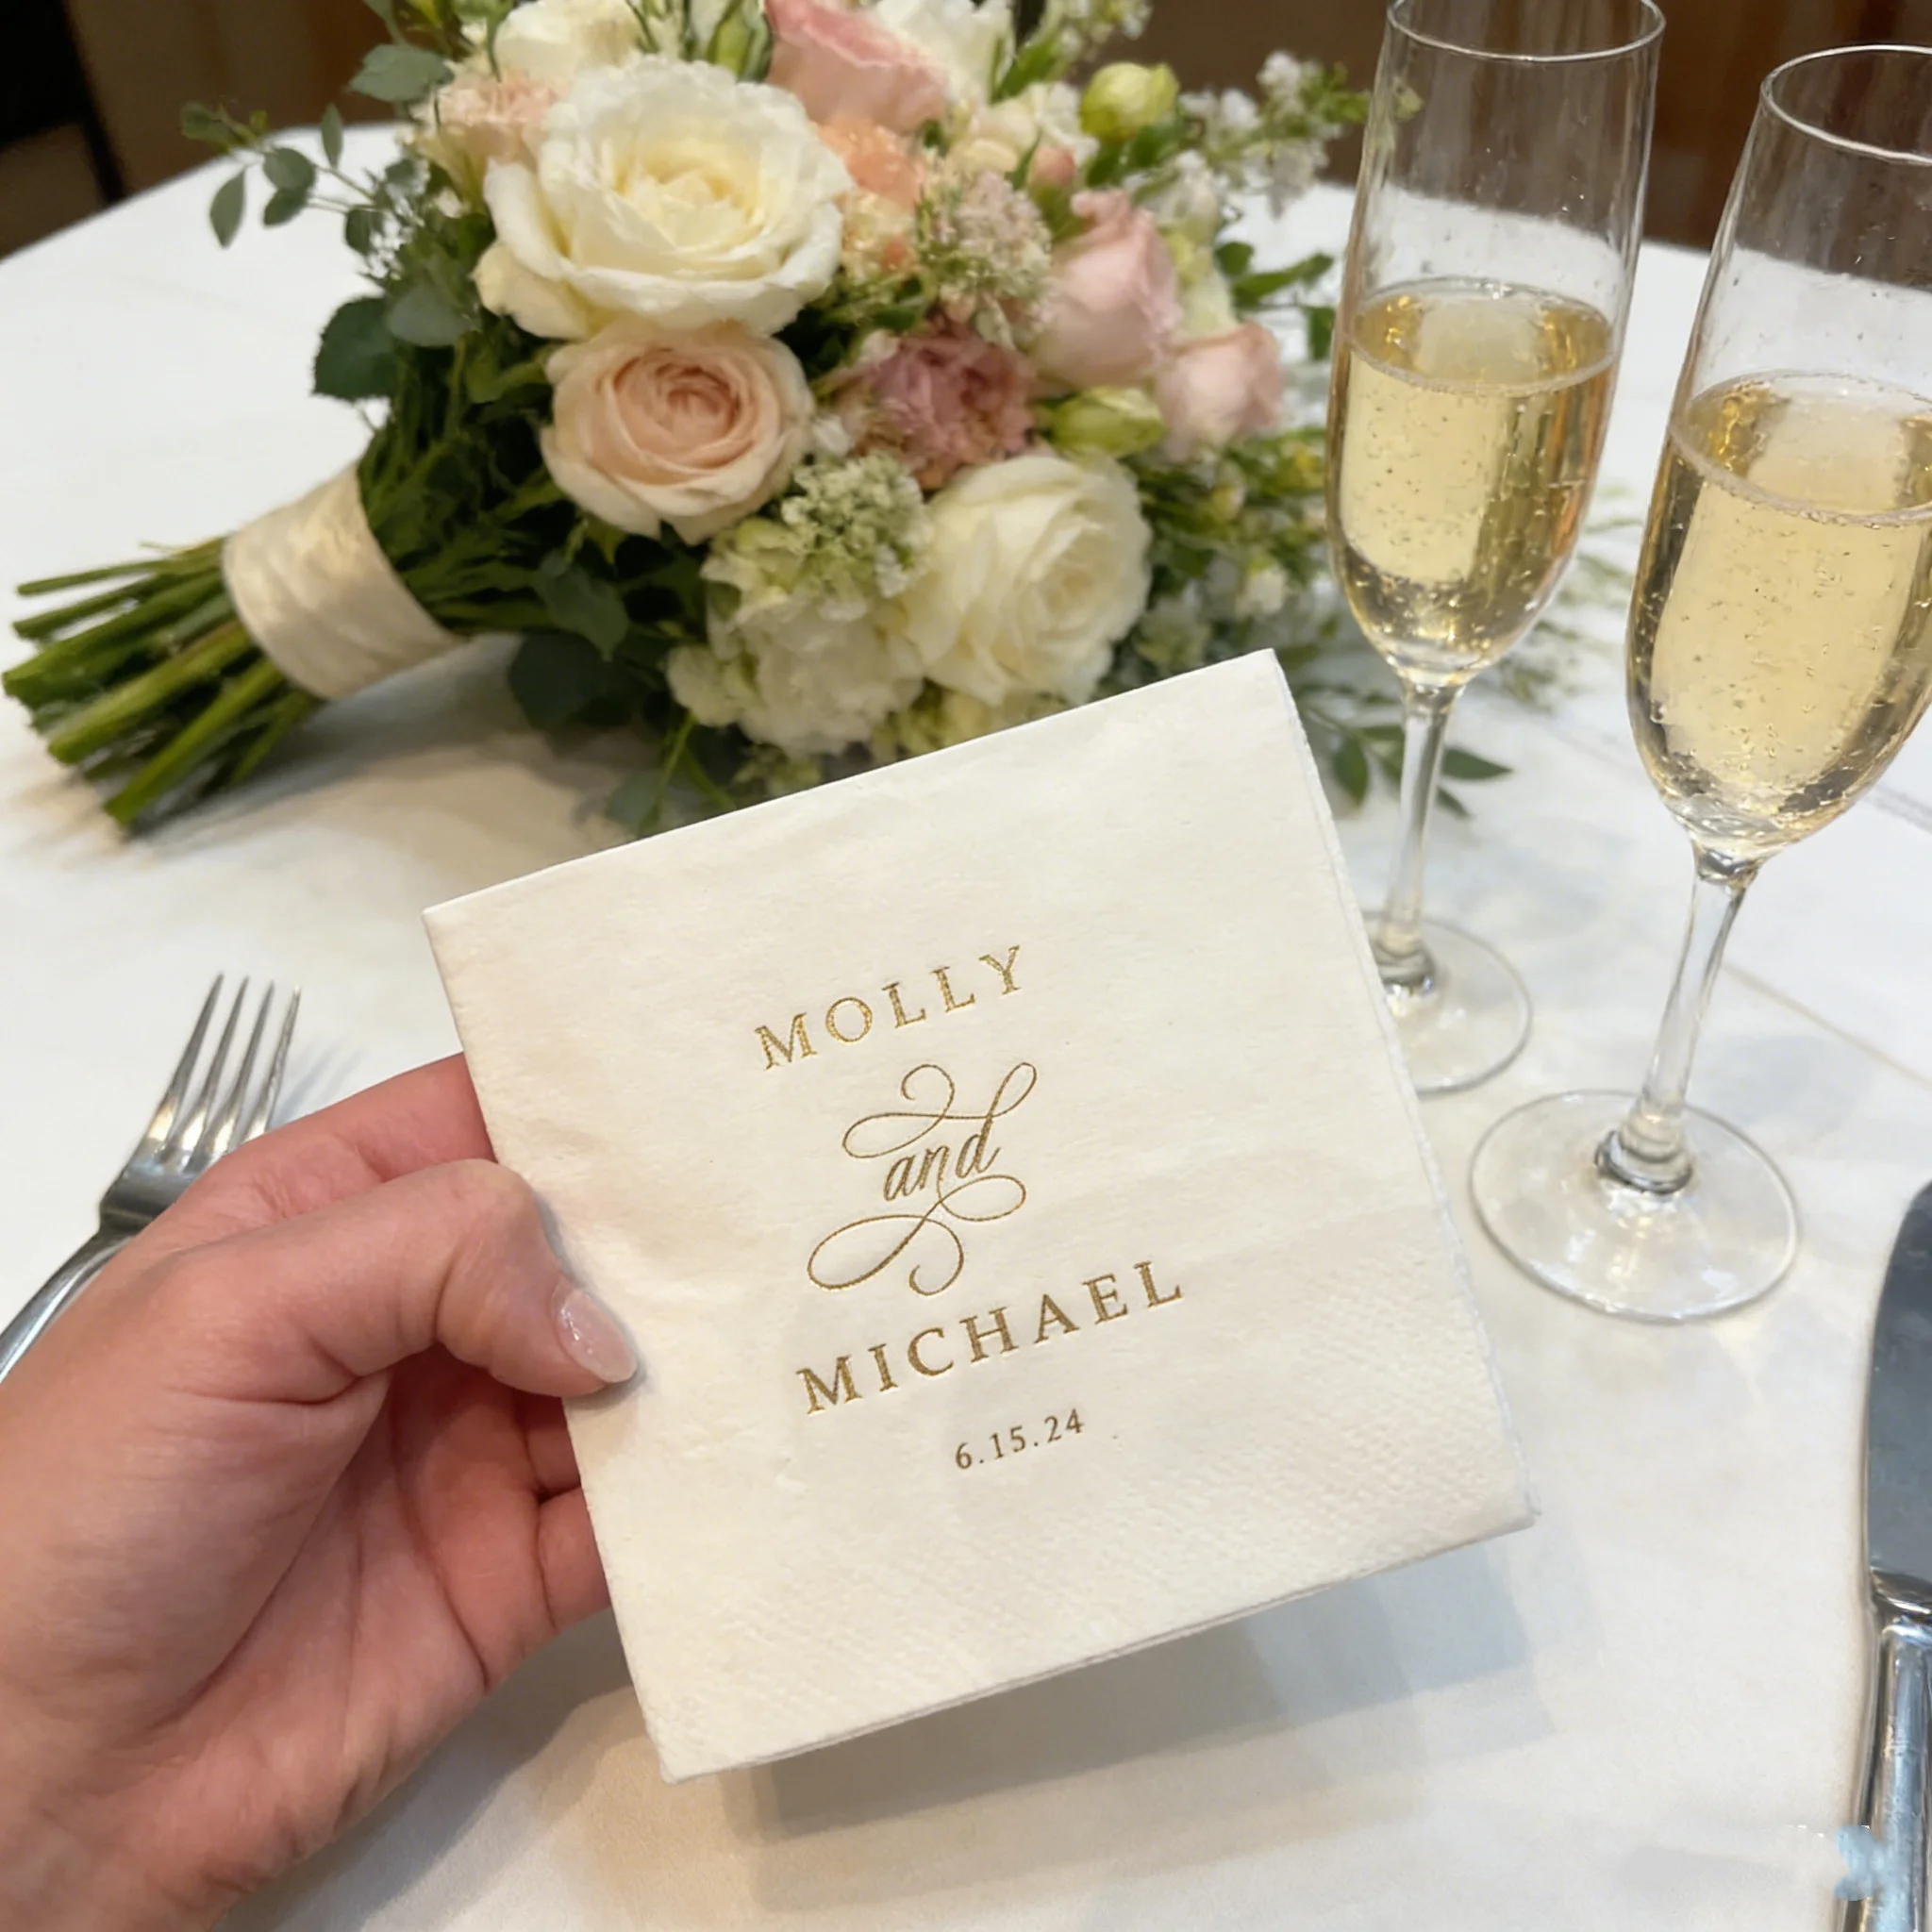 MOLLY
and
MICHAEL
6.15.24